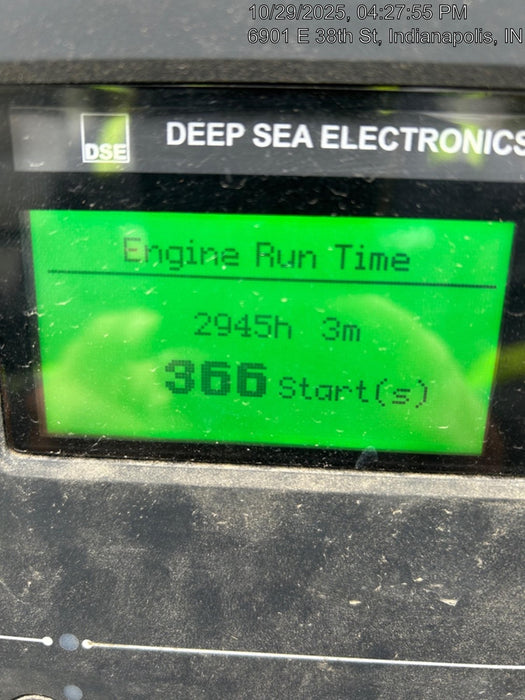 10/29/2025, 04:27:55 PM
6901 E 38th St, Indianapolis, IN
DSE
DEEP SEA ELECTRONICS
Engine Run Time
2945h 3m
366 Start(s)